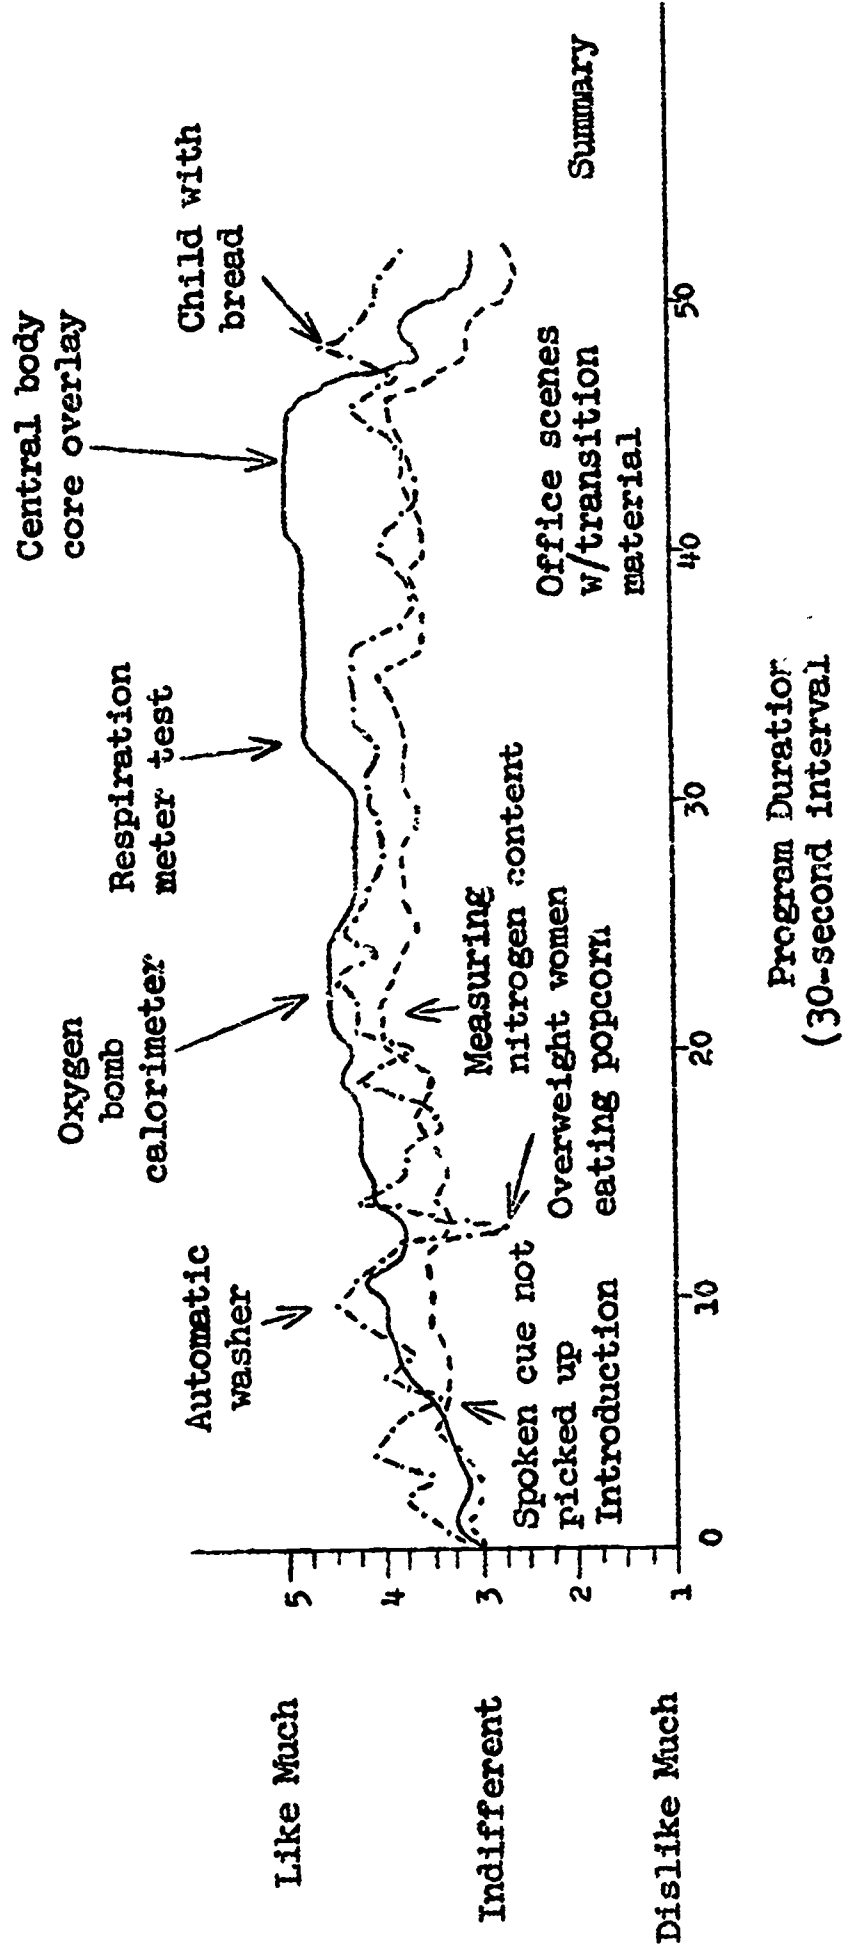 Central body
core overlay
Child with
bread
Respiration
meter test
Oxygen
bomb
calorimeter
Automatic
washer
Like Much
Indifferent
Dislike Much
5
4
3
2
1
Measuring
nitrogen content
Overweight women
eating popcorn
Spoken cue not
picked up
Introduction
Office scenes
w/transition
material
Summary
0
10
20
30
40
50
Program Duration
(30-second interval